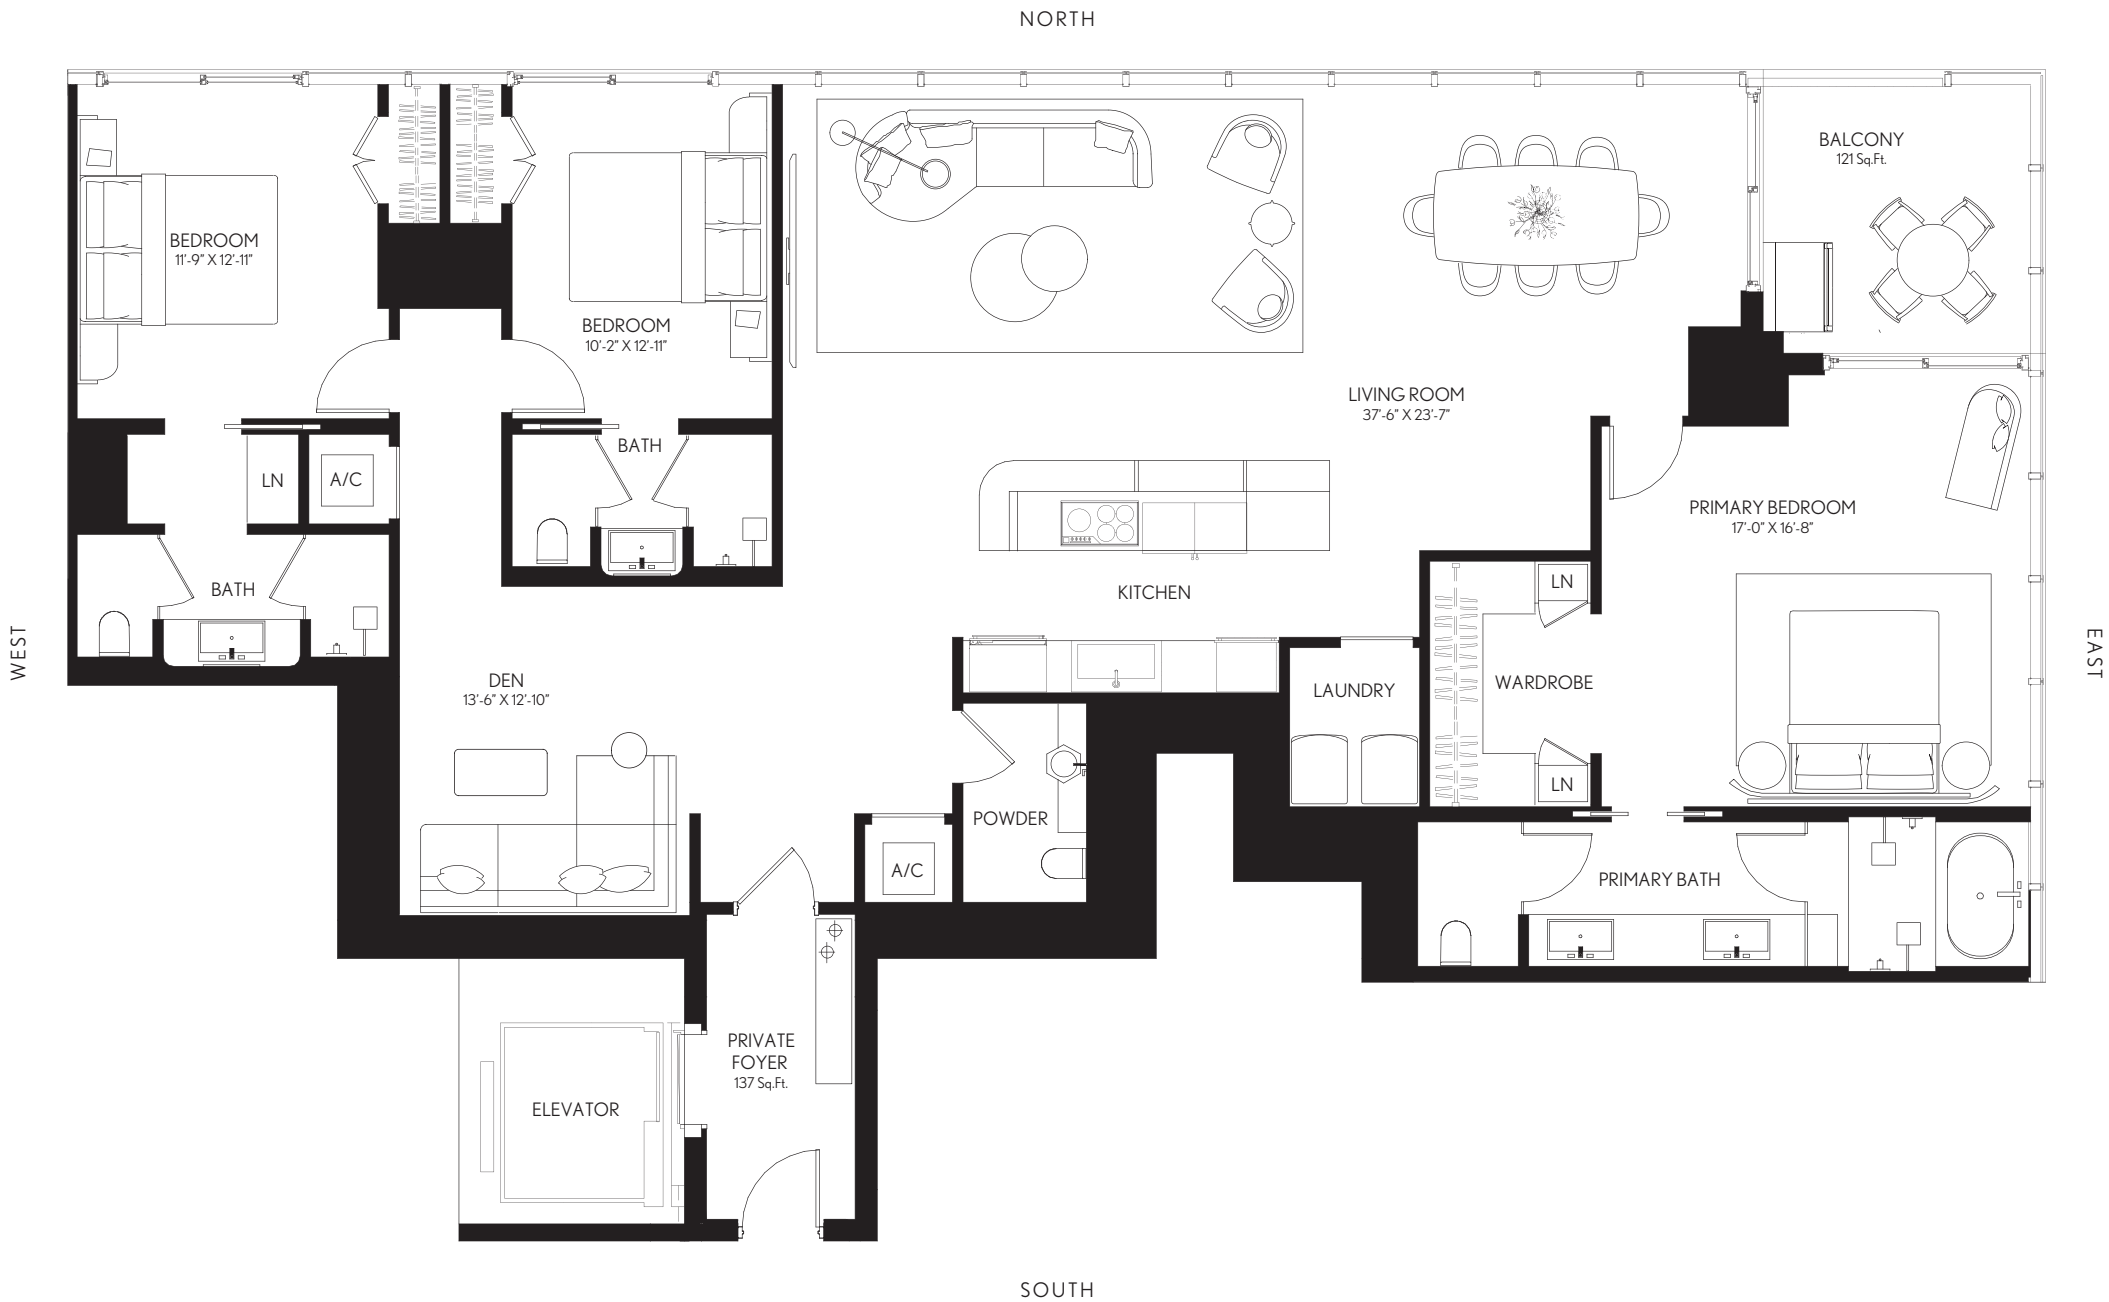 NORTH
BALCONY
121 Sq.Ft.
BEDROOM
11'-9" X 12'-11"
BEDROOM
10'-2" X 12'-11"
LIVING ROOM
37'-6" X 23'-7"
BATH
LN
A/C
PRIMARY BEDROOM
17'-0" X 16'-8"
BATH
KITCHEN
LN
WEST
EAST
DEN
13'-6" X 12'-10"
LAUNDRY
WARDROBE
LN
POWDER
A/C
PRIMARY BATH
PRIVATE
FOYER
137 Sq.Ft.
ELEVATOR
SOUTH